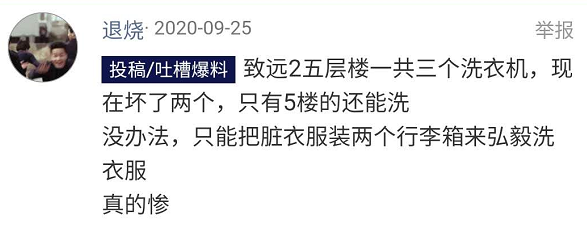 退烧· 2020-09-25 举报
投稿/吐槽爆料 致远2五层楼一共三个洗衣机，现
在坏了两个，只有5楼的还能洗
没办法，只能把脏衣服装两个行李箱来弘毅洗
衣服
真的惨